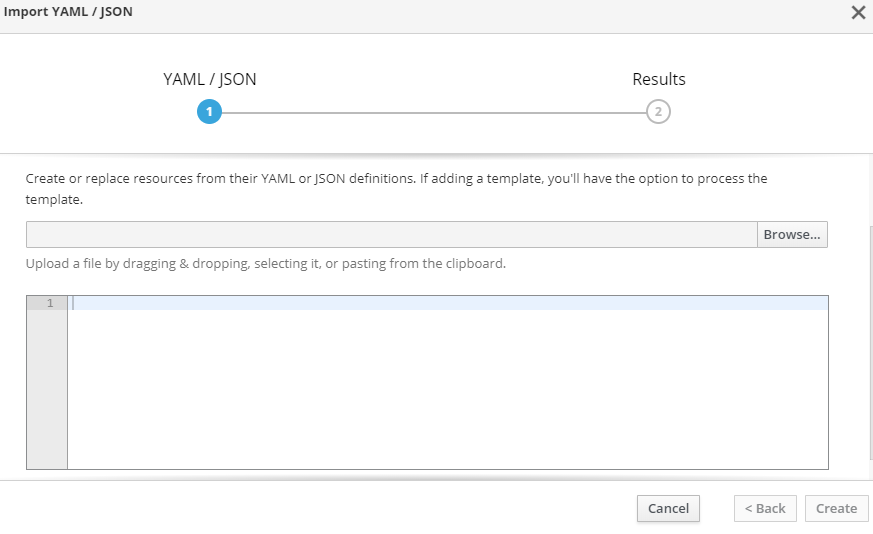 Import YAML / JSON
YAML / JSON
Results
1
2
Create or replace resources from their YAML or JSON definitions. If adding a template, you'll have the option to process the
template.
Browse...
Upload a file by dragging & dropping, selecting it, or pasting from the clipboard.
1
Cancel
< Back
Create